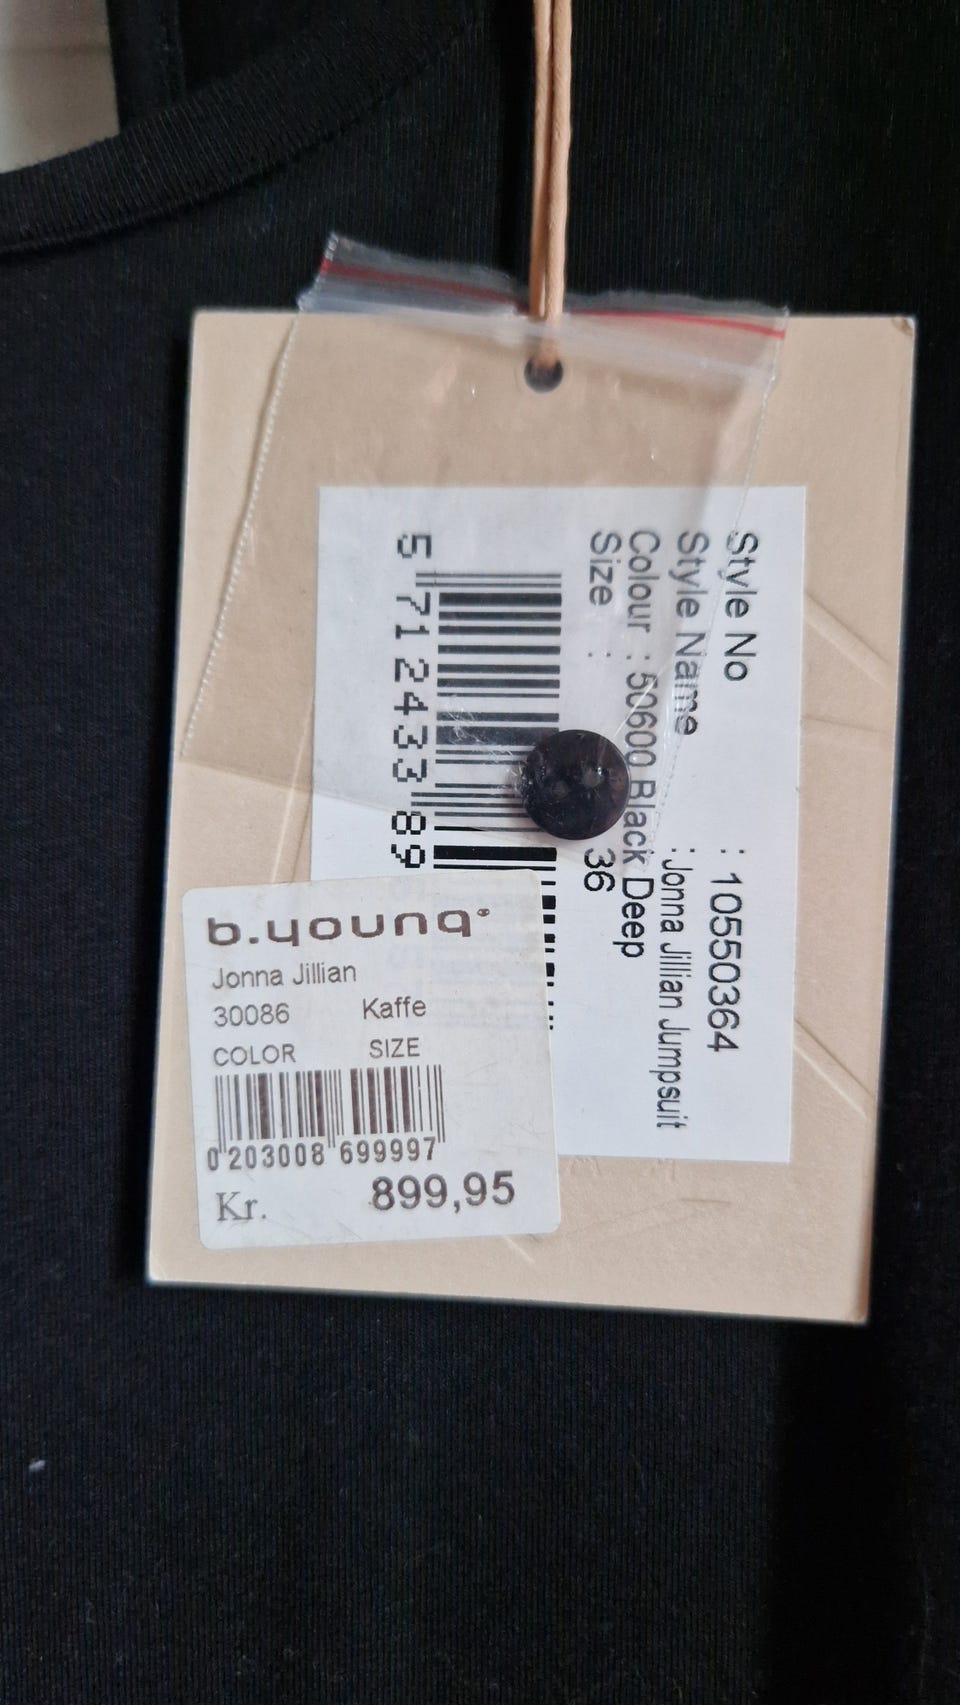 Style No : 10550364
Style Name : Jonna Jillian Jumpsuit
Colour : 50600 Black Deep
Size : 36
5 712433 89
b.young
Jonna Jillian
30086 Kaffe
COLOR SIZE
0 203008 699997
Kr. 899,95